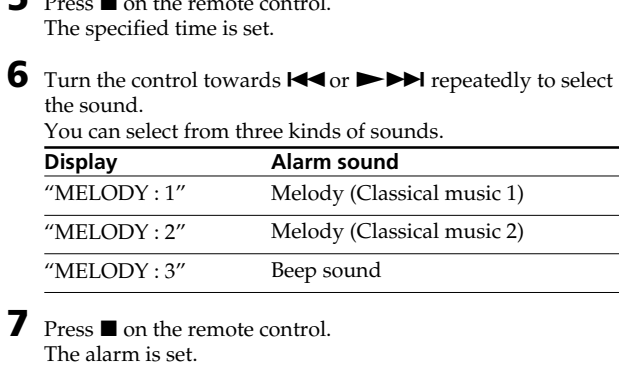 5 Press ■ on the remote control.
The specified time is set.
6 Turn the control towards ⏮ or ▶⏭ repeatedly to select
the sound.
You can select from three kinds of sounds.
Display Alarm sound
“MELODY : 1” Melody (Classical music 1)
“MELODY : 2” Melody (Classical music 2)
“MELODY : 3” Beep sound
7 Press ■ on the remote control.
The alarm is set.